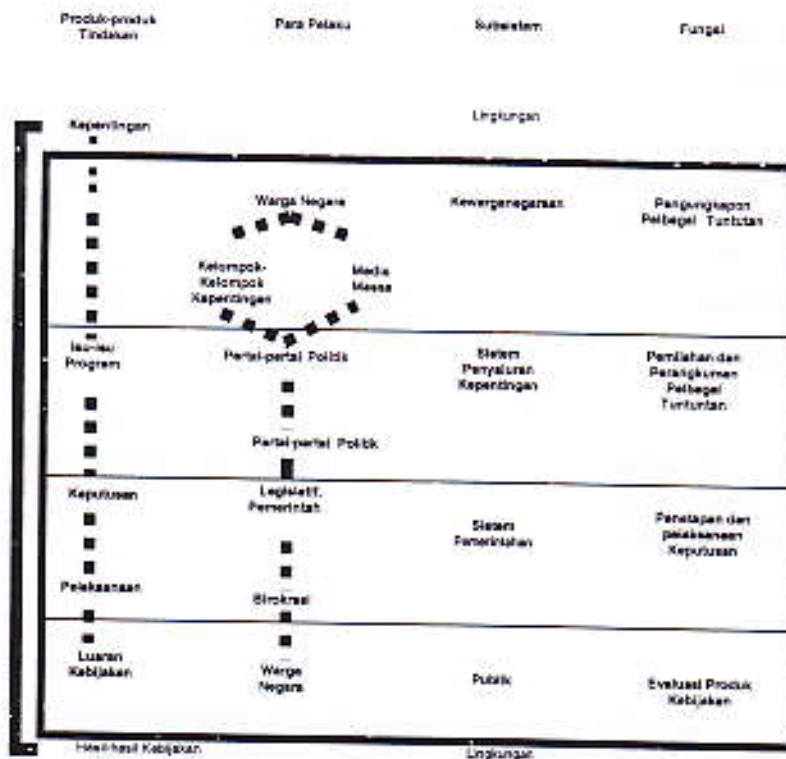 Produk-produk
Tindakan
Para Pelaku
Subsistem
Fungsi
Lingkungan
Kepentingan
Warga Negara
Kewarganegaraan
Pengungkapan
Pelbagai Tuntutan
Kelompok-
Kelompok
Kepentingan
Media
Massa
Isu-isu
Program
Partai-partai Politik
Sistem
Penyaluran
Kepentingan
Pemilahan dan
Perangkuman
Pelbagai
Tuntuntan
Partai-partai Politik
Keputusan
Legislatif,
Pemerintah
Sistem
Pemerintahan
Penetapan dan
pelaksanaan
Keputusan
Pelaksanaan
Birokrasi
Luaran
Kebijakan
Warga
Negara
Publik
Evaluasi Produk
Kebijakan
Hasil-hasil Kebijakan
Lingkungan